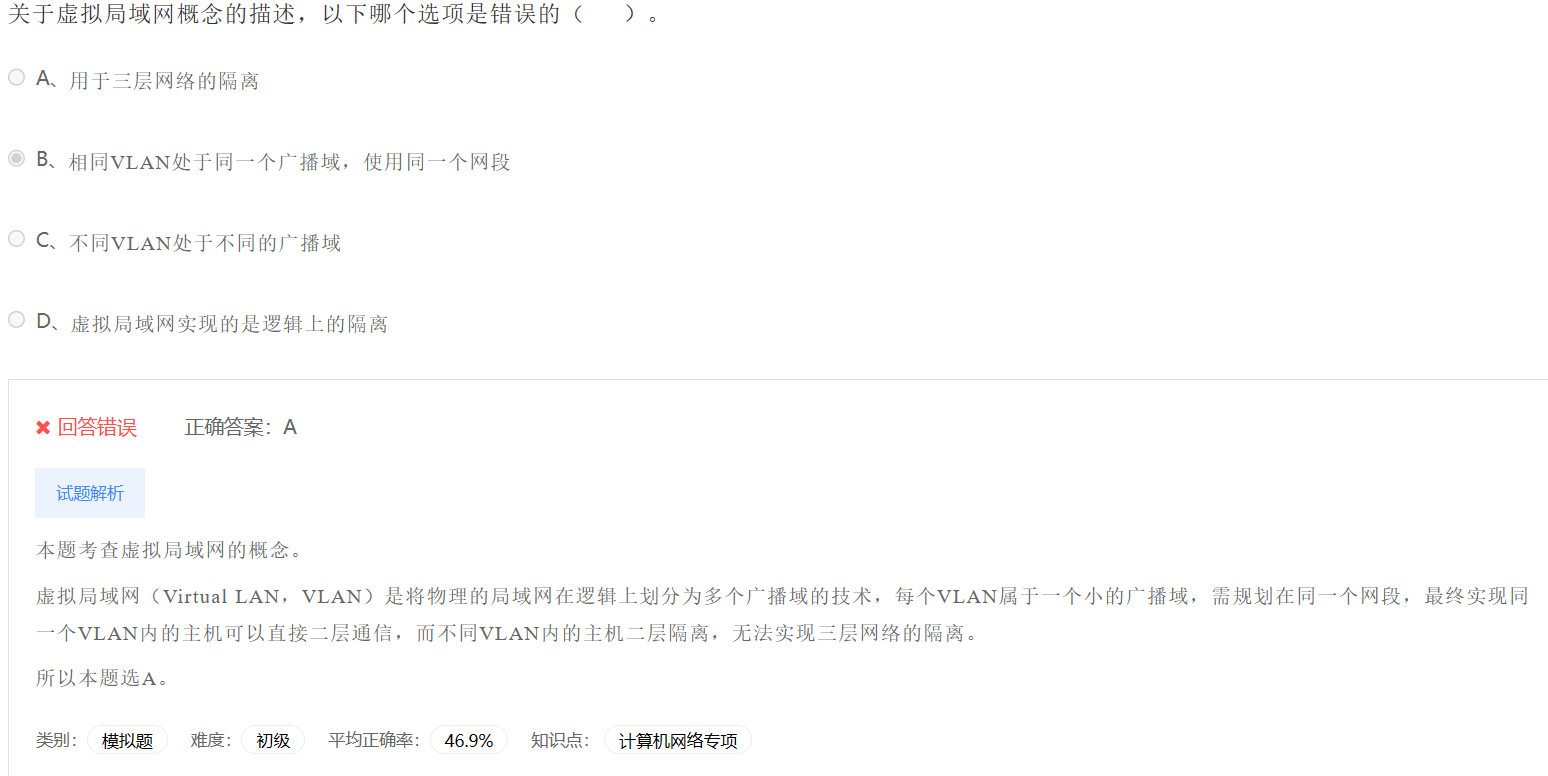 关于虚拟局域网概念的描述，以下哪个选项是错误的（ ）。
A、用于三层网络的隔离
B、相同VLAN处于同一个广播域，使用同一个网段
C、不同VLAN处于不同的广播域
D、虚拟局域网实现的是逻辑上的隔离
回答错误 正确答案：A
试题解析
本题考查虚拟局域网的概念。
虚拟局域网（Virtual LAN，VLAN）是将物理的局域网在逻辑上划分为多个广播域的技术，每个VLAN属于一个小的广播域，需规划在同一个网段，最终实现同
一个VLAN内的主机可以直接二层通信，而不同VLAN内的主机二层隔离，无法实现三层网络的隔离。
所以本题选A。
类别： 模拟题 难度： 初级 平均正确率： 46.9% 知识点： 计算机网络专项